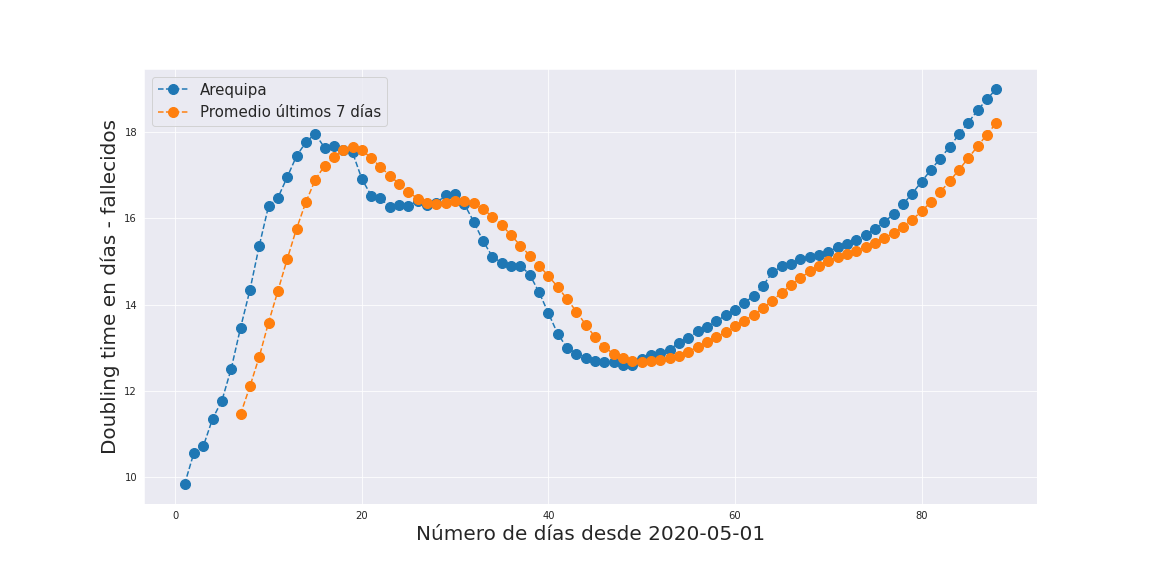 Arequipa
Promedio últimos 7 días
Doubling time en días - fallecidos
18
16
14
12
10
0 20 40 60 80
Número de días desde 2020-05-01